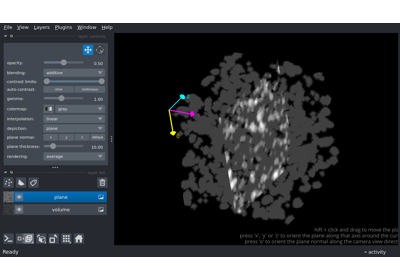 File View Layers Plugins Window Help
layer controls
opacity: 0.50
blending: additive
contrast limits:
auto-contrast: once continuous
gamma: 1.00
colormap: gray
interpolation: linear
depiction: plane
plane normal: x y z oblique
plane thickness: 10.00
rendering: average
layer list
plane
volume
shift + click and drag to move the pl
press 'x', 'y' or 'z' to orient the plane along that axis around the cur
press 'o' to orient the plane normal along the camera view direct
Ready
activity